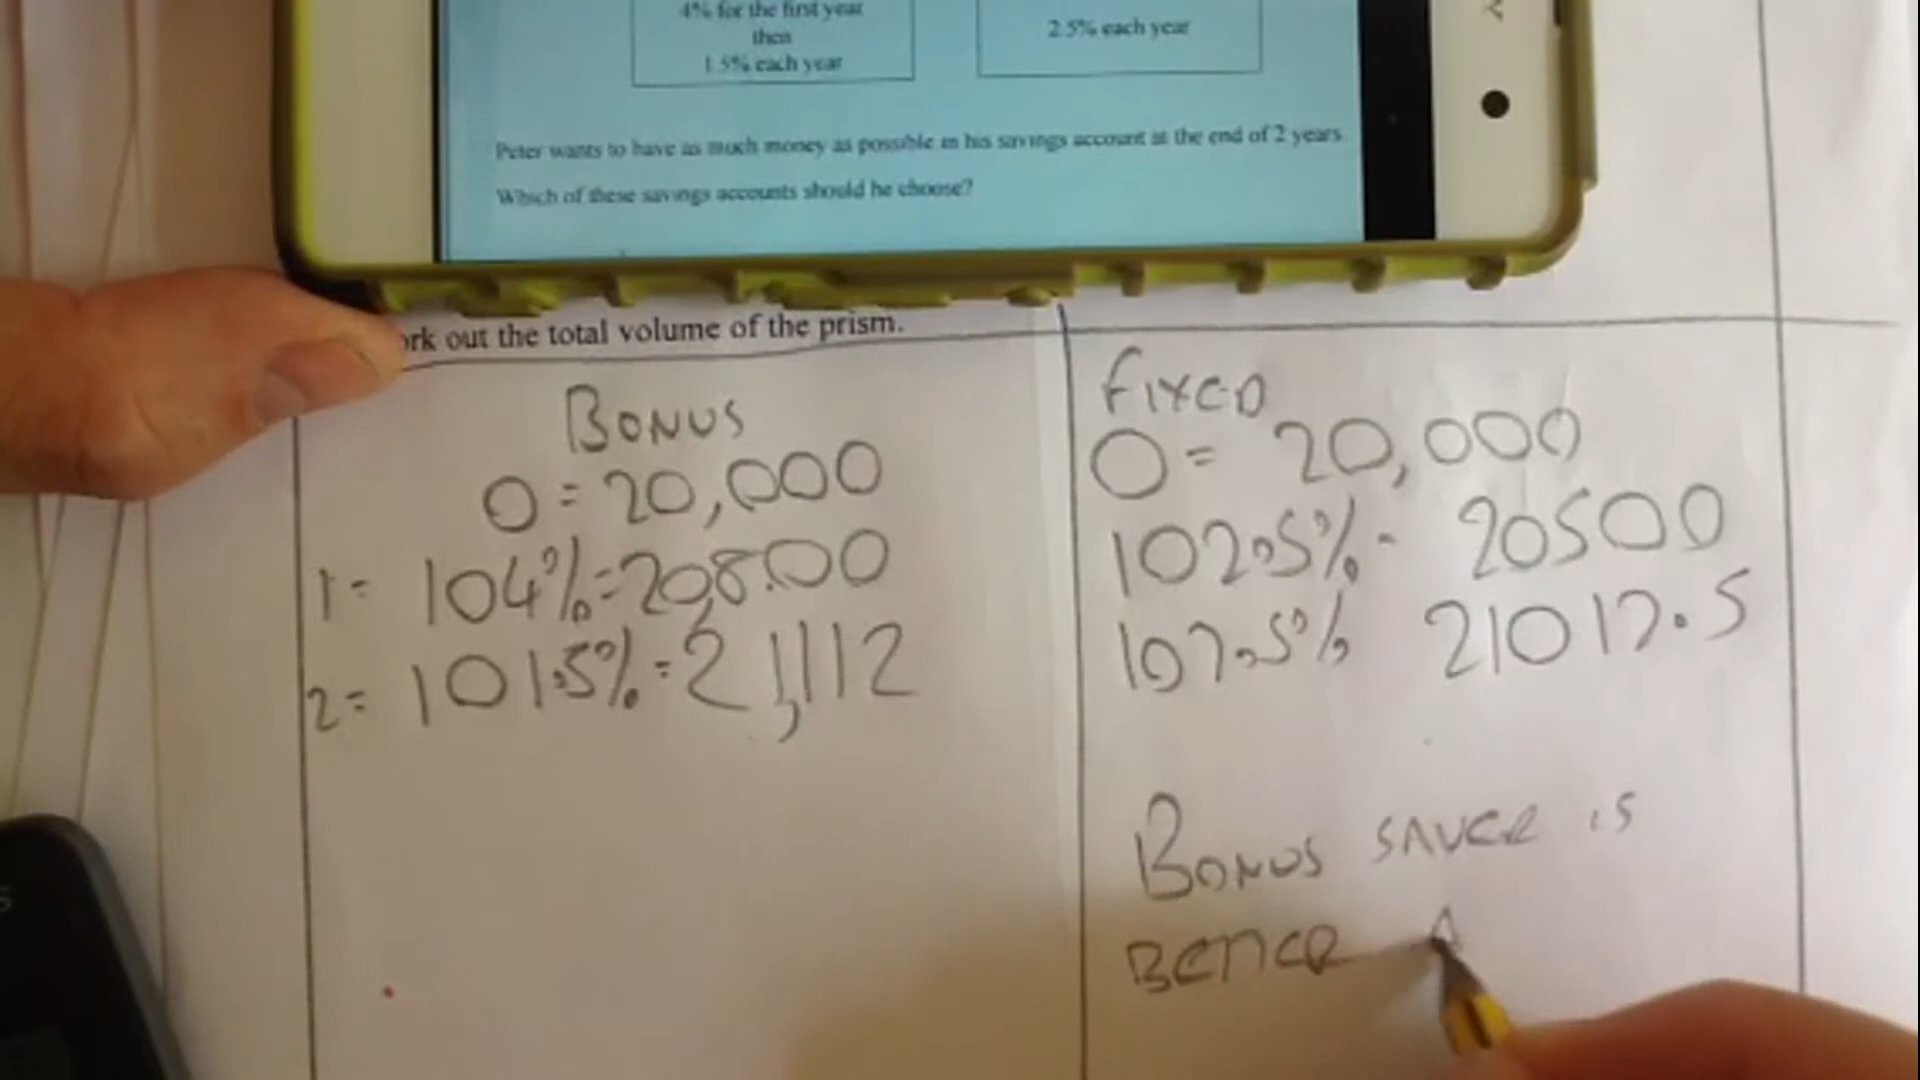 4% for the first year
then
1.5% each year
2.5% each year
Peter wants to have as much money as possible in his savings account at the end of 2 years.
Which of these savings accounts should he choose?
ork out the total volume of the prism.
BONUS
0 = 20,000
1 = 104% = 20,800
2 = 101.5% = 21,112
FIXED
0 = 20,000
102.5% - 20500
102.5% 21012.5
BONUS SAVER IS
BETTER A